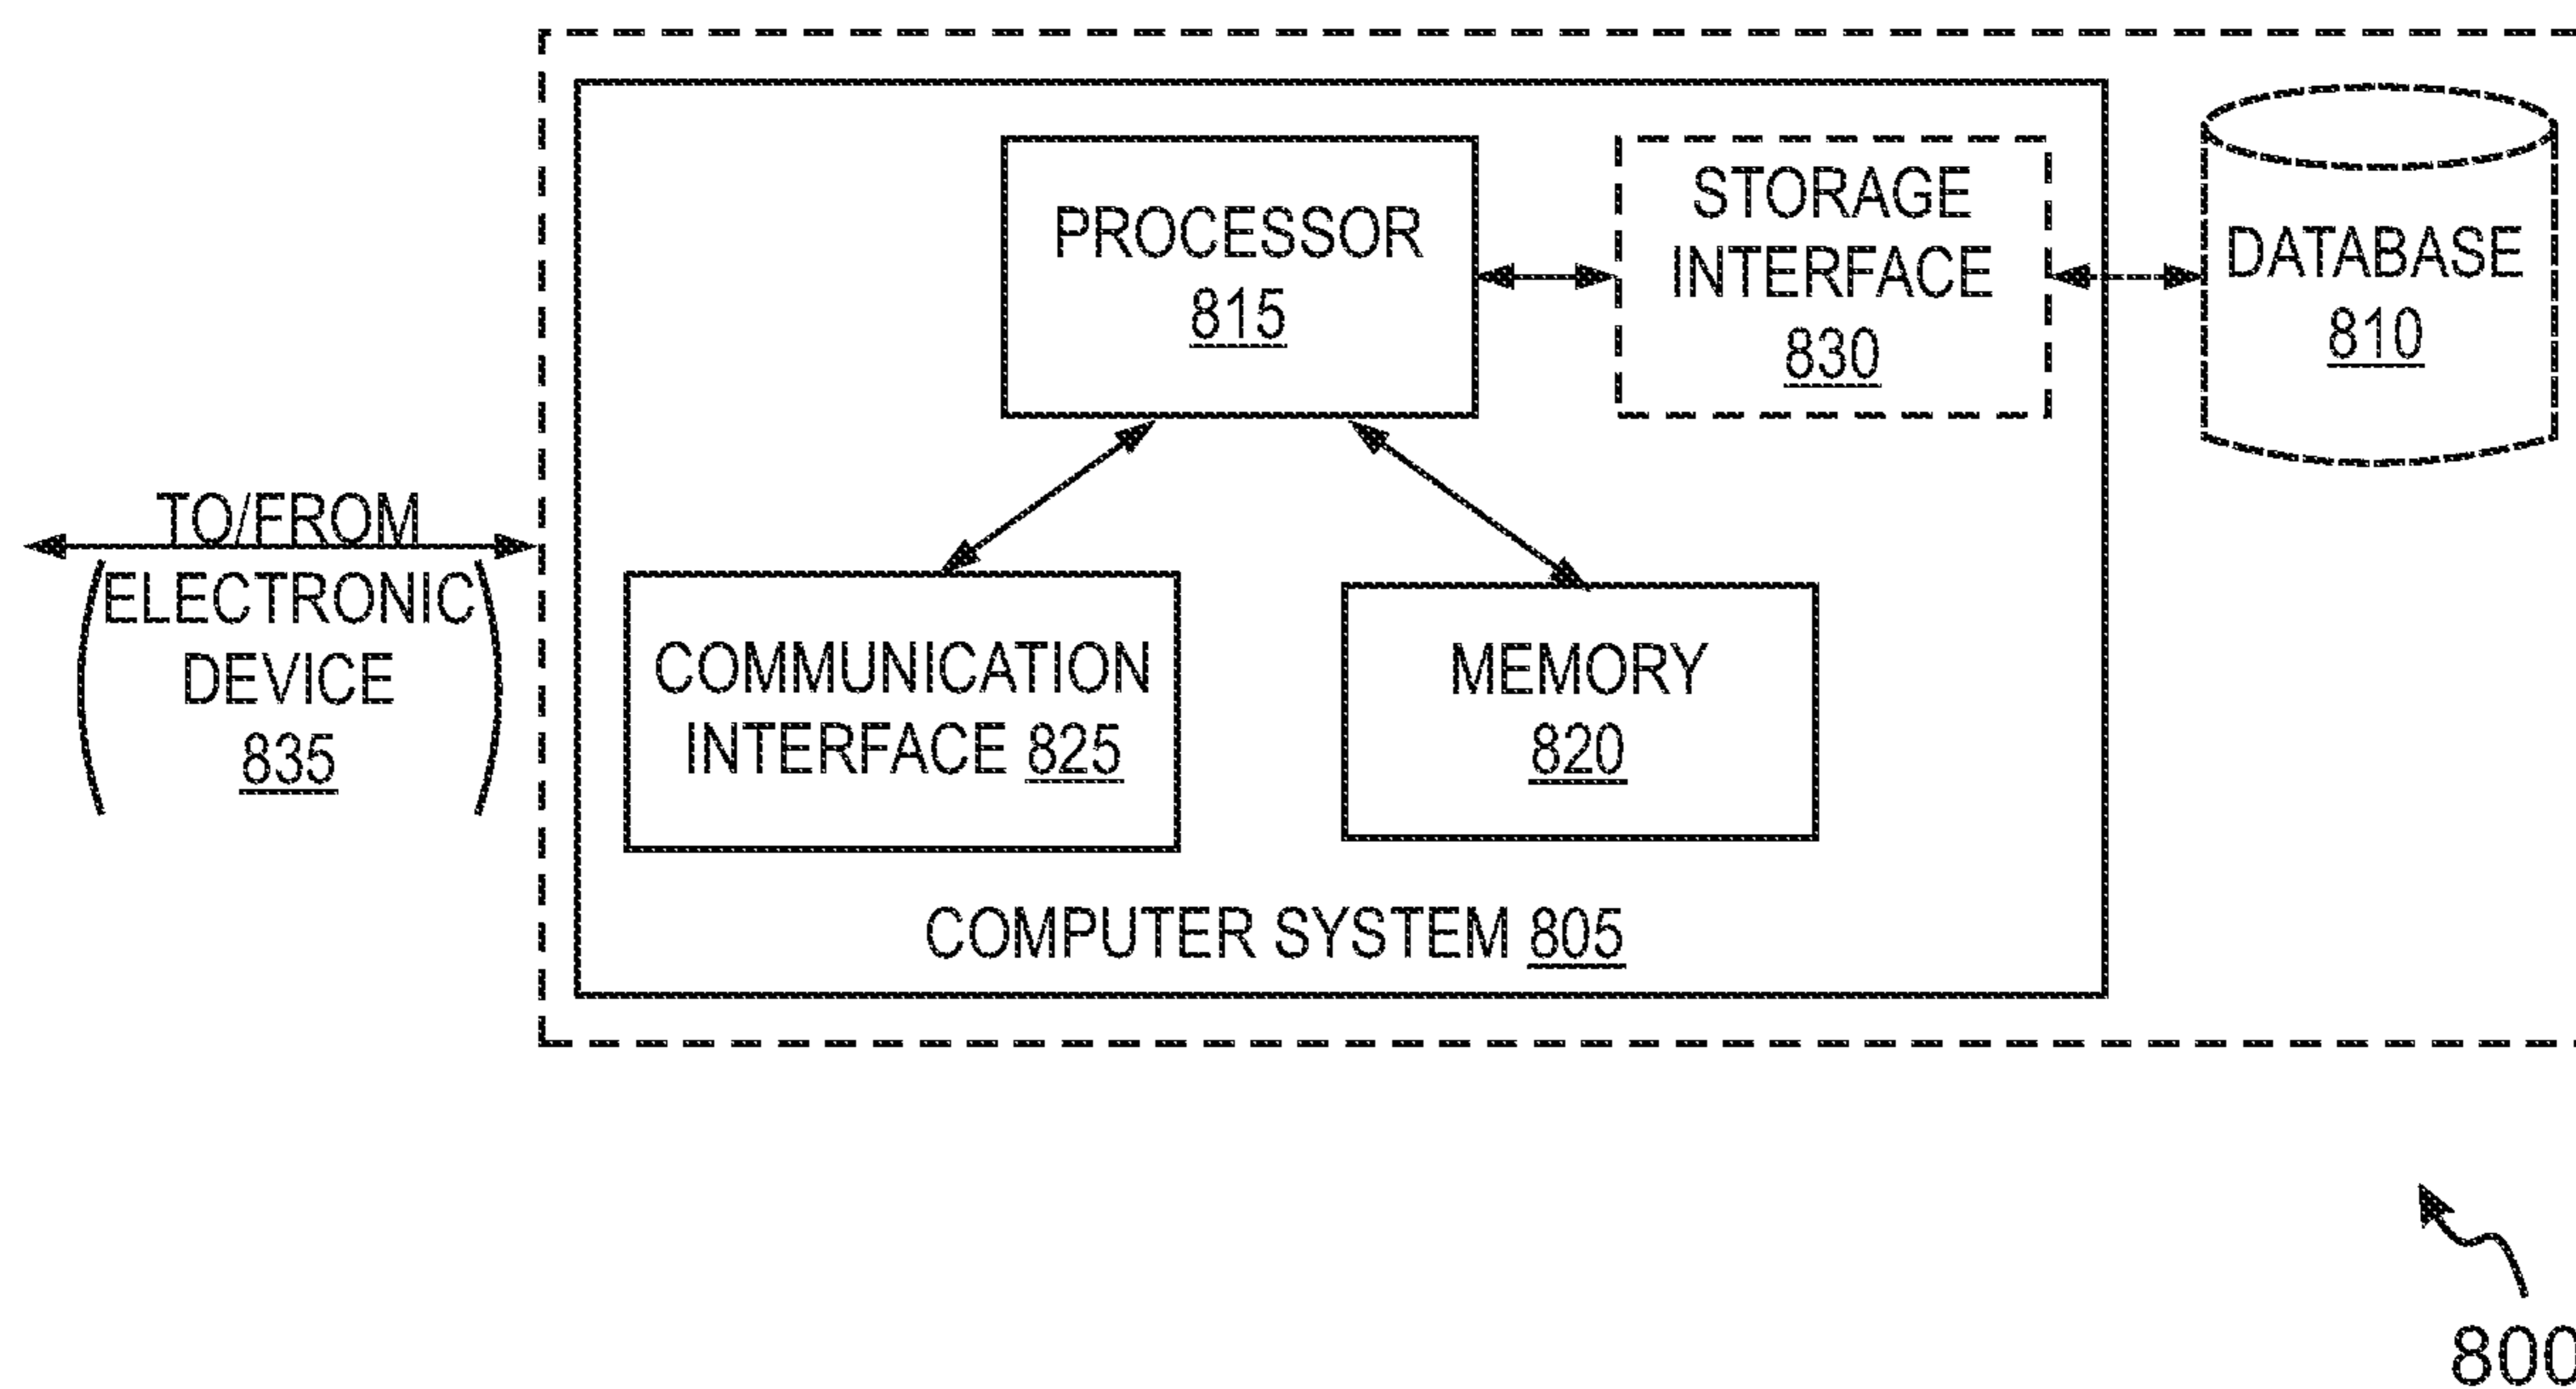 PROCESSOR
815
STORAGE
INTERFACE
830
DATABASE
810
TO/FROM
ELECTRONIC
DEVICE
835
COMMUNICATION
INTERFACE 825
MEMORY
820
COMPUTER SYSTEM 805
800